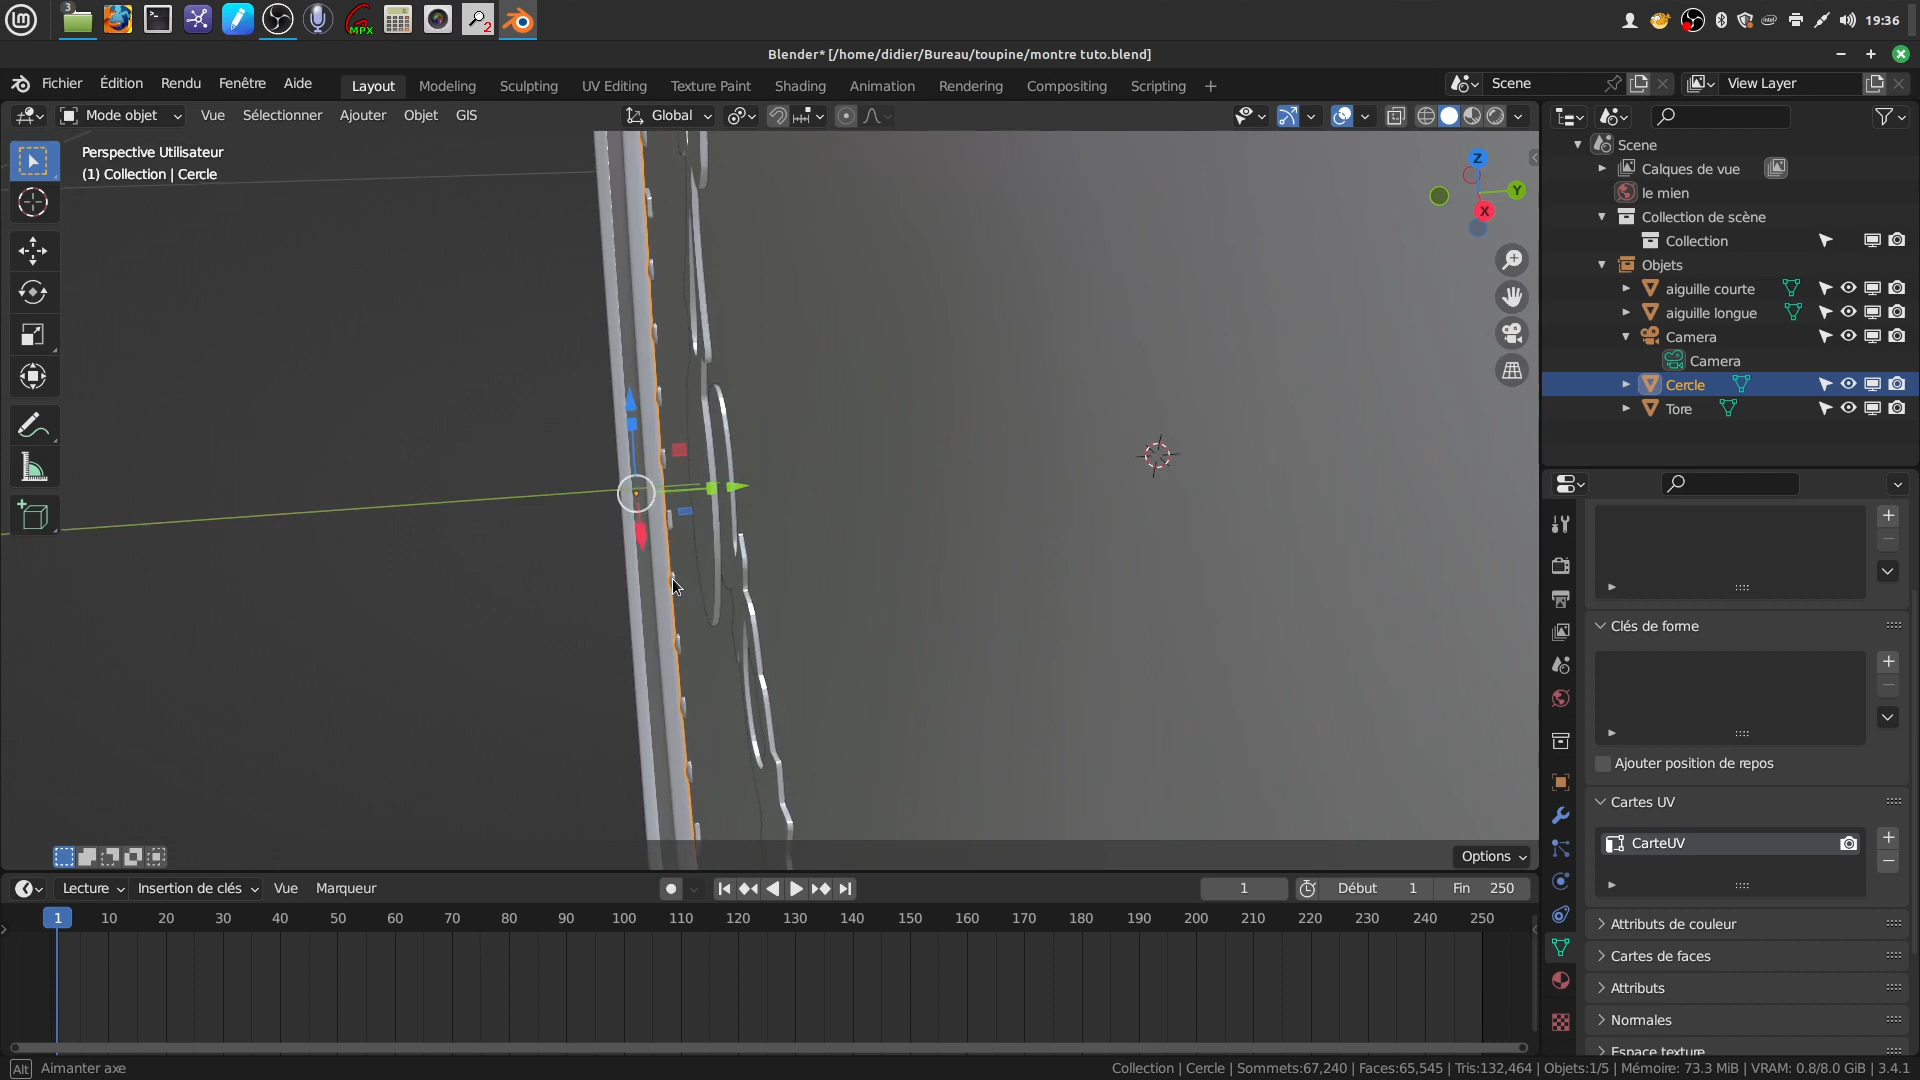 3
MPX
2
19:36
Blender* [/home/didier/Bureau/toupine/montre tuto.blend]
Fichier Édition Rendu Fenêtre Aide
Layout Modeling Sculpting UV Editing Texture Paint Shading Animation Rendering Compositing Scripting +
Scene
View Layer
Mode objet Vue Sélectionner Ajouter Objet GIS
Global
Perspective Utilisateur
(1) Collection | Cercle
Z
Y
X
Options
Scene
Calques de vue
le mien
Collection de scène
Collection
Objets
aiguille courte
aiguille longue
Camera
Camera
Cercle
Tore
Clés de forme
Ajouter position de repos
Cartes UV
CarteUV
Attributs de couleur
Cartes de faces
Attributs
Normales
Espace texture
Lecture Insertion de clés Vue Marqueur
1 Début 1 Fin 250
1 10 20 30 40 50 60 70 80 90 100 110 120 130 140 150 160 170 180 190 200 210 220 230 240 250
Alt Aimanter axe
Collection | Cercle | Sommets:67,240 | Faces:65,545 | Tris:132,464 | Objets:1/5 | Mémoire: 73.3 MiB | VRAM: 0.8/8.0 GiB | 3.4.1